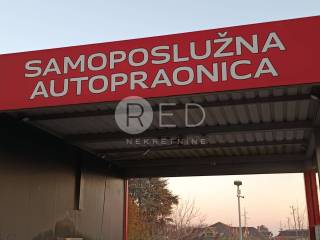 SAMOPOSLUŽNA
AUTOPRAONICA
RED
NEKRETNINE